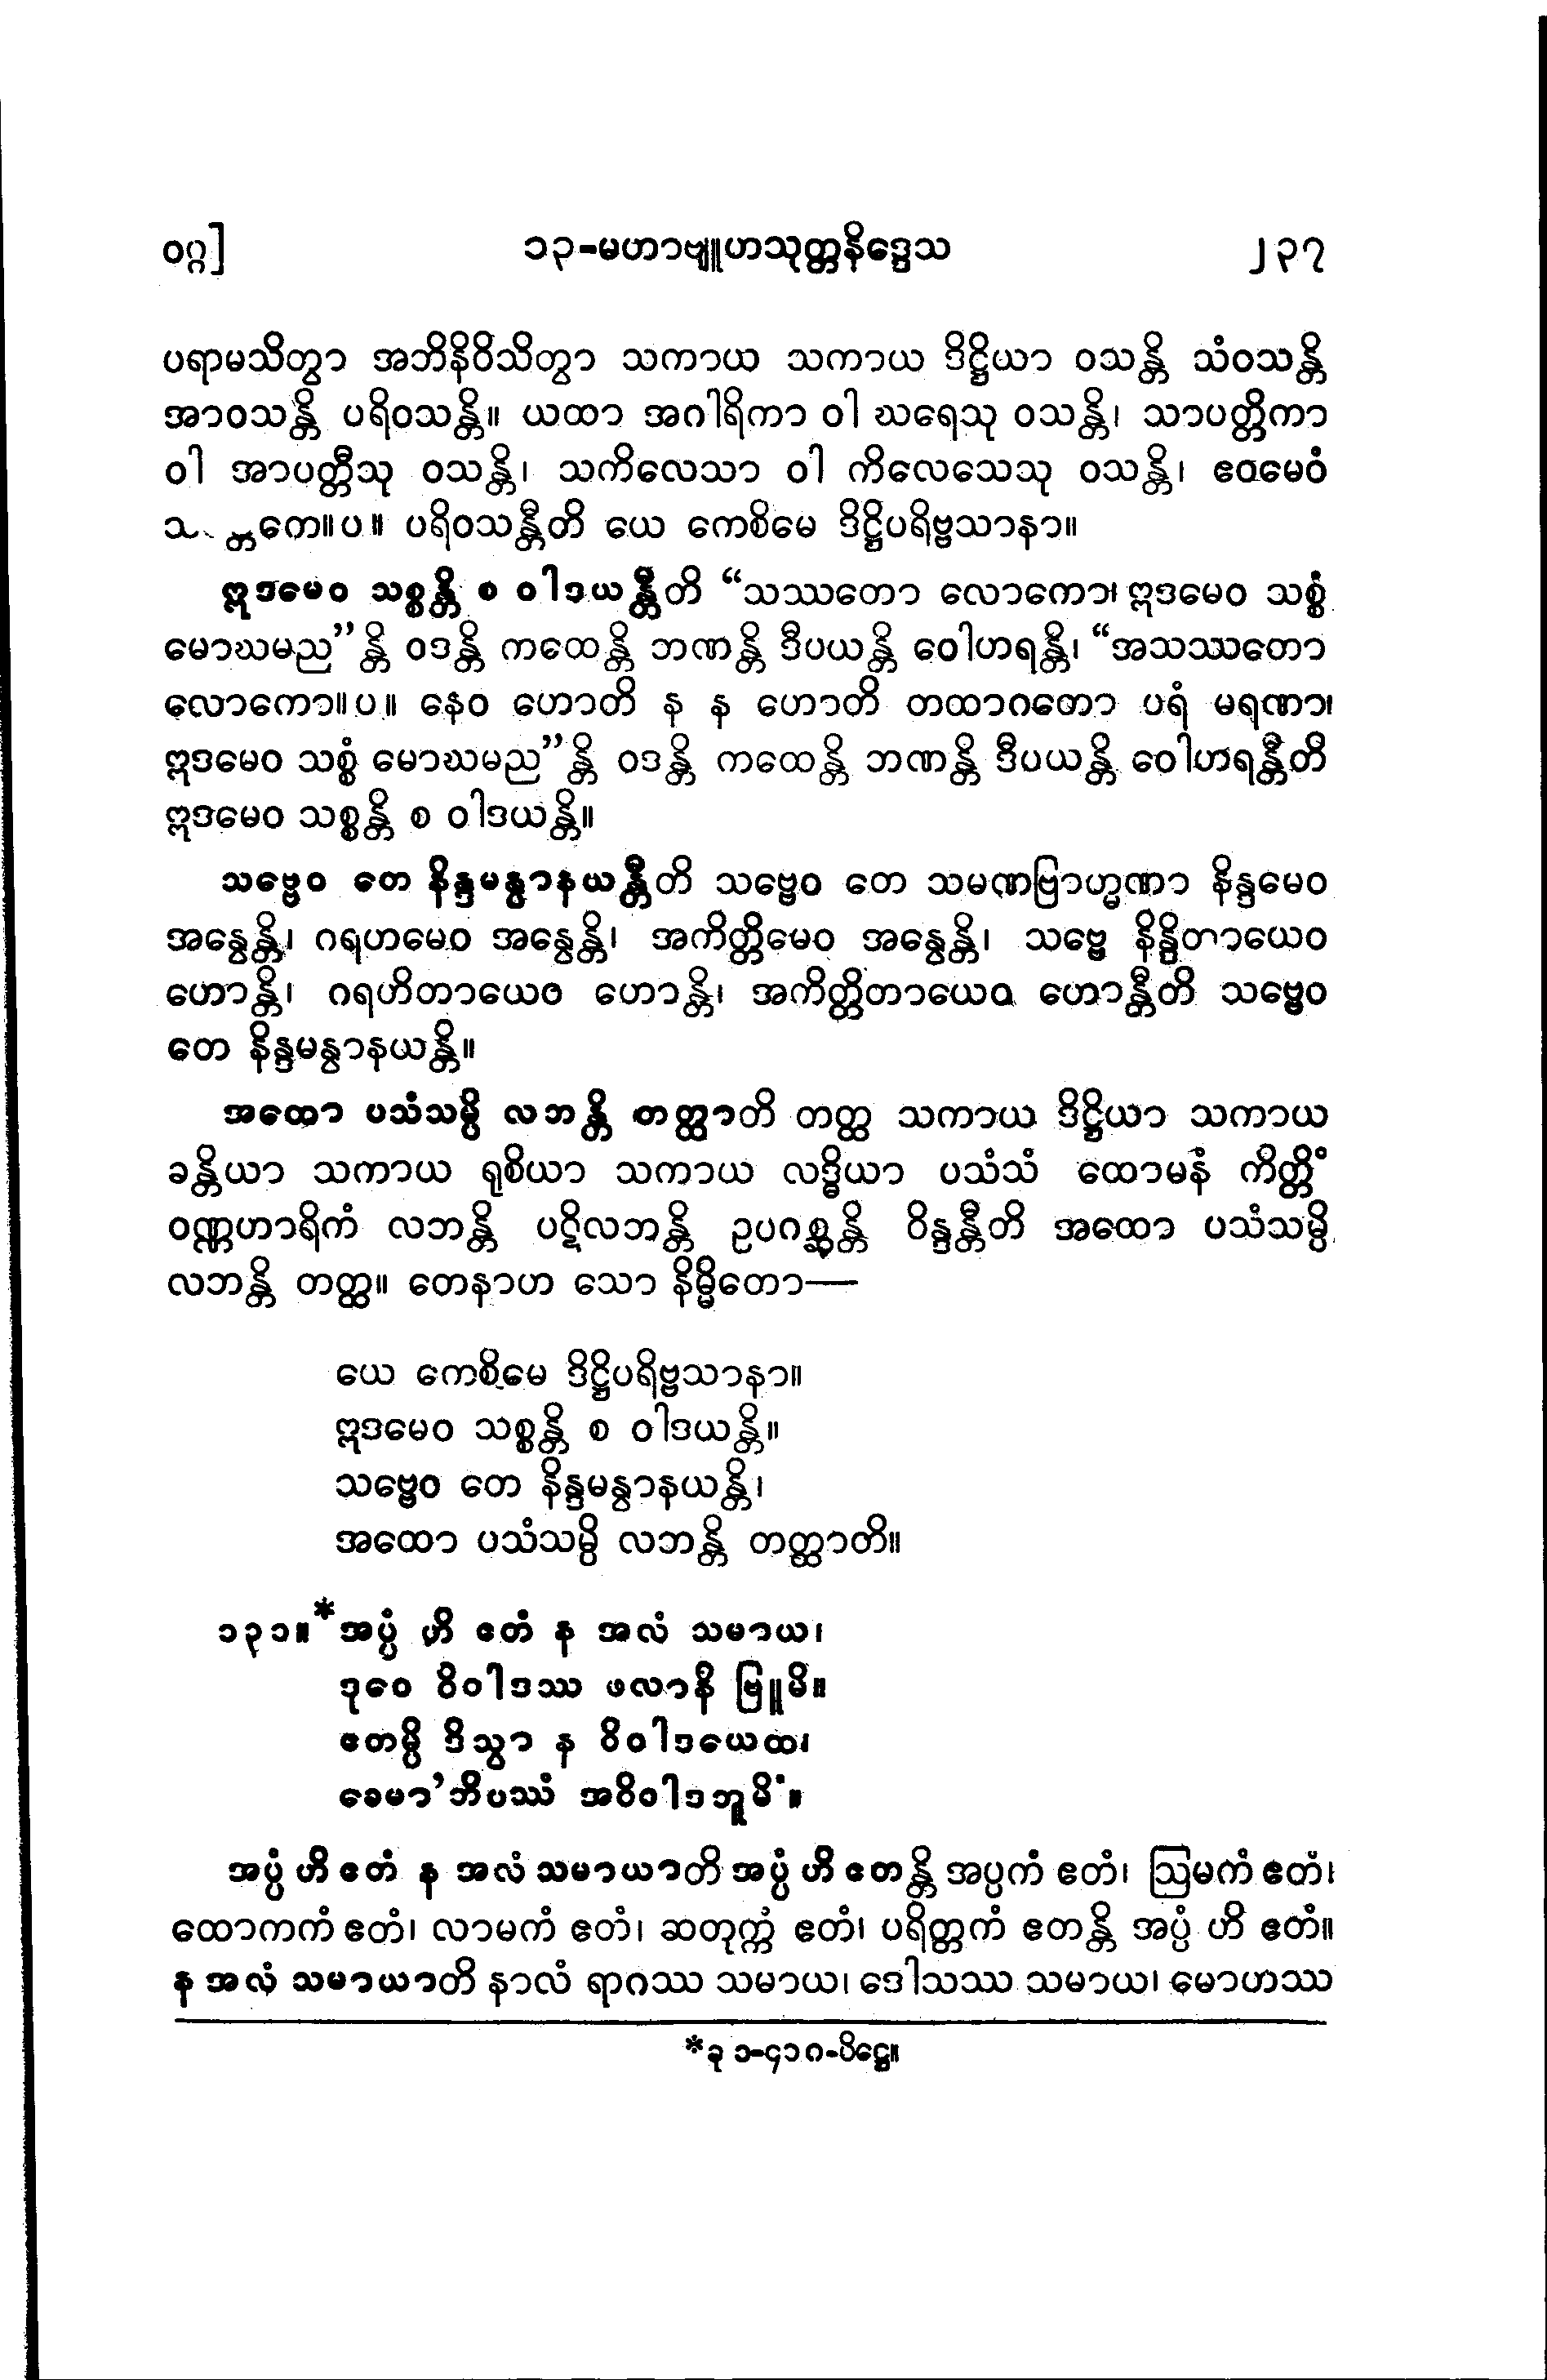 ဝဂ္ဂ] ၁၃-မဟာဗျူဟသုတ္တနိဒ္ဒေသ ၂၃၇
ပရာမသိတွာ အဘိနိဝိသိတွာ သကာယ သကာယ ဒိဋ္ဌိယာ ဝသန္တိ သံဝသန္တိ
အာဝသန္တိ ပရိဝသန္တိ။ ယထာ အဂါရိကာ ဝါ ဃရေသု ဝသန္တိ၊ သာပတ္တိကာ
ဝါ အာပတ္တီသု ဝသန္တိ၊ သကိလေသာ ဝါ ကိလေသေသု ဝသန္တိ၊ ဧဝမေဝံ
။ပ။ ပရိဝသန္တီတိ ယေ ကေစိမေ ဒိဋ္ဌိပရိဗ္ဗသာနာ။
ဣဒမေဝ သစ္စန္တိ စ ဝါဒယန္တီတိ “သဿတော လောကော၊ ဣဒမေဝ သစ္စံ
မောဃမည”န္တိ ဝဒန္တိ ကထေန္တိ ဘဏန္တိ ဒီပယန္တိ ဝေါဟရန္တိ၊ “အသဿတော
လောကော။ပ။ နေဝ ဟောတိ န န ဟောတိ တထာဂတော ပရံ မရဏာ၊
ဣဒမေဝ သစ္စံ မောဃမည”န္တိ ဝဒန္တိ ကထေန္တိ ဘဏန္တိ ဒီပယန္တိ ဝေါဟရန္တီတိ
ဣဒမေဝ သစ္စန္တိ စ ဝါဒယန္တိ။
သဗ္ဗေဝ တေ နိန္ဒမန္ွာနယန္တီတိ သဗ္ဗေဝ တေ သမဏဗြာဟ္မဏာ နိန္ဒမေဝ
အန္ွေန္တိ၊ ဂရဟမေဝ အန္ွေန္တိ၊ အကိတ္တိမေဝ အန္ွေန္တိ၊ သဗ္ဗေ နိန္ဒိတာယေဝ
ဟောန္တိ၊ ဂရဟိတာယေဝ ဟောန္တိ၊ အကိတ္တိတာယေဝ ဟောန္တီတိ သဗ္ဗေဝ
တေ နိန္ဒမန္ွာနယန္တိ။
အထော ပသံသမ္ပိ လဘန္တိ တတ္ထာတိ တတ္ထ သကာယ ဒိဋ္ဌိယာ သကာယ
ခန္တိယာ သကာယ ရုစိယာ သကာယ လဒ္ဓိယာ ပသံသံ ထောမနံ ကိတ္တိံ
ဝဏ္ဏဟာရိကံ လဘန္တိ ပဋိလဘန္တိ ဥပဂစ္ဆန္တိ ဝိန္ဒန္တီတိ အထော ပသံသမ္ပိ
လဘန္တိ တတ္ထ။ တေနာဟ သော နိမ္မိတော—
ယေ ကေစိမေ ဒိဋ္ဌိပရိဗ္ဗသာနာ။
ဣဒမေဝ သစ္စန္တိ စ ဝါဒယန္တိ။
သဗ္ဗေဝ တေ နိန္ဒမန္ွာနယန္တိ၊
အထော ပသံသမ္ပိ လဘန္တိ တတ္ထာတိ။
၁၃၁။*အပ္ပံ ဟိ ဧတံ န အလံ သမာယ၊
ဒုဝေ ဝိဝါဒဿ ဖလာနိ ဗြူမိ။
ဧတမ္ပိ ဒိသွာ န ဝိဝါဒယေထ၊
ခေမာ’ဘိပဿံ အဝိဝါဒဘူမိံ။
အပ္ပံ ဟိ ဧတံ န အလံ သမာယာတိ အပ္ပံ ဟိ ဧတန္တိ အပ္ပကံ ဧတံ၊ ဩမကံ ဧတံ၊
ထောကကံ ဧတံ၊ လာမကံ ဧတံ၊ ဆတုက္ကံ ဧတံ၊ ပရိတ္တကံ ဧတန္တိ အပ္ပံ ဟိ ဧတံ။
န အလံ သမာယာတိ နာလံ ရာဂဿ သမာယ၊ ဒေါသဿ သမာယ၊ မောဟဿ
*ခု ၁-၄၁၈-ပိဋ္ဌေ။